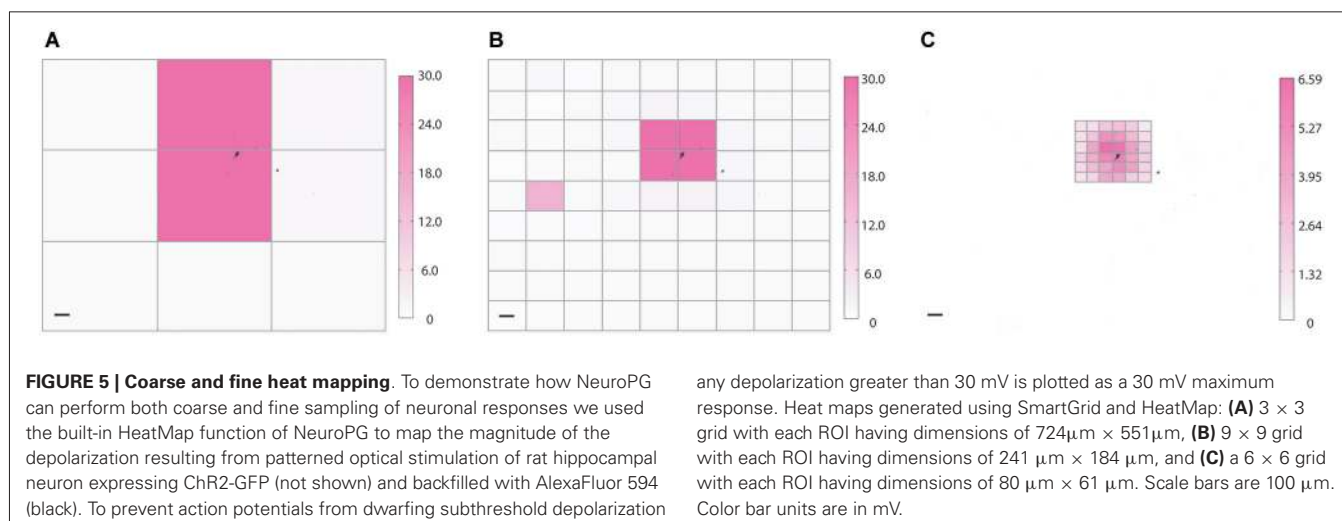 A
30.0
24.0
18.0
12.0
6.0
0
B
30.0
24.0
18.0
12.0
6.0
0
C
6.59
5.27
3.95
2.64
1.32
0
FIGURE 5 | Coarse and fine heat mapping. To demonstrate how NeuroPG
can perform both coarse and fine sampling of neuronal responses we used
the built-in HeatMap function of NeuroPG to map the magnitude of the
depolarization resulting from patterned optical stimulation of rat hippocampal
neuron expressing ChR2-GFP (not shown) and backfilled with AlexaFluor 594
(black). To prevent action potentials from dwarfing subthreshold depolarization
any depolarization greater than 30 mV is plotted as a 30 mV maximum
response. Heat maps generated using SmartGrid and HeatMap: (A) 3 × 3
grid with each ROI having dimensions of 724μm × 551μm, (B) 9 × 9 grid
with each ROI having dimensions of 241 μm × 184 μm, and (C) a 6 × 6 grid
with each ROI having dimensions of 80 μm × 61 μm. Scale bars are 100 μm.
Color bar units are in mV.